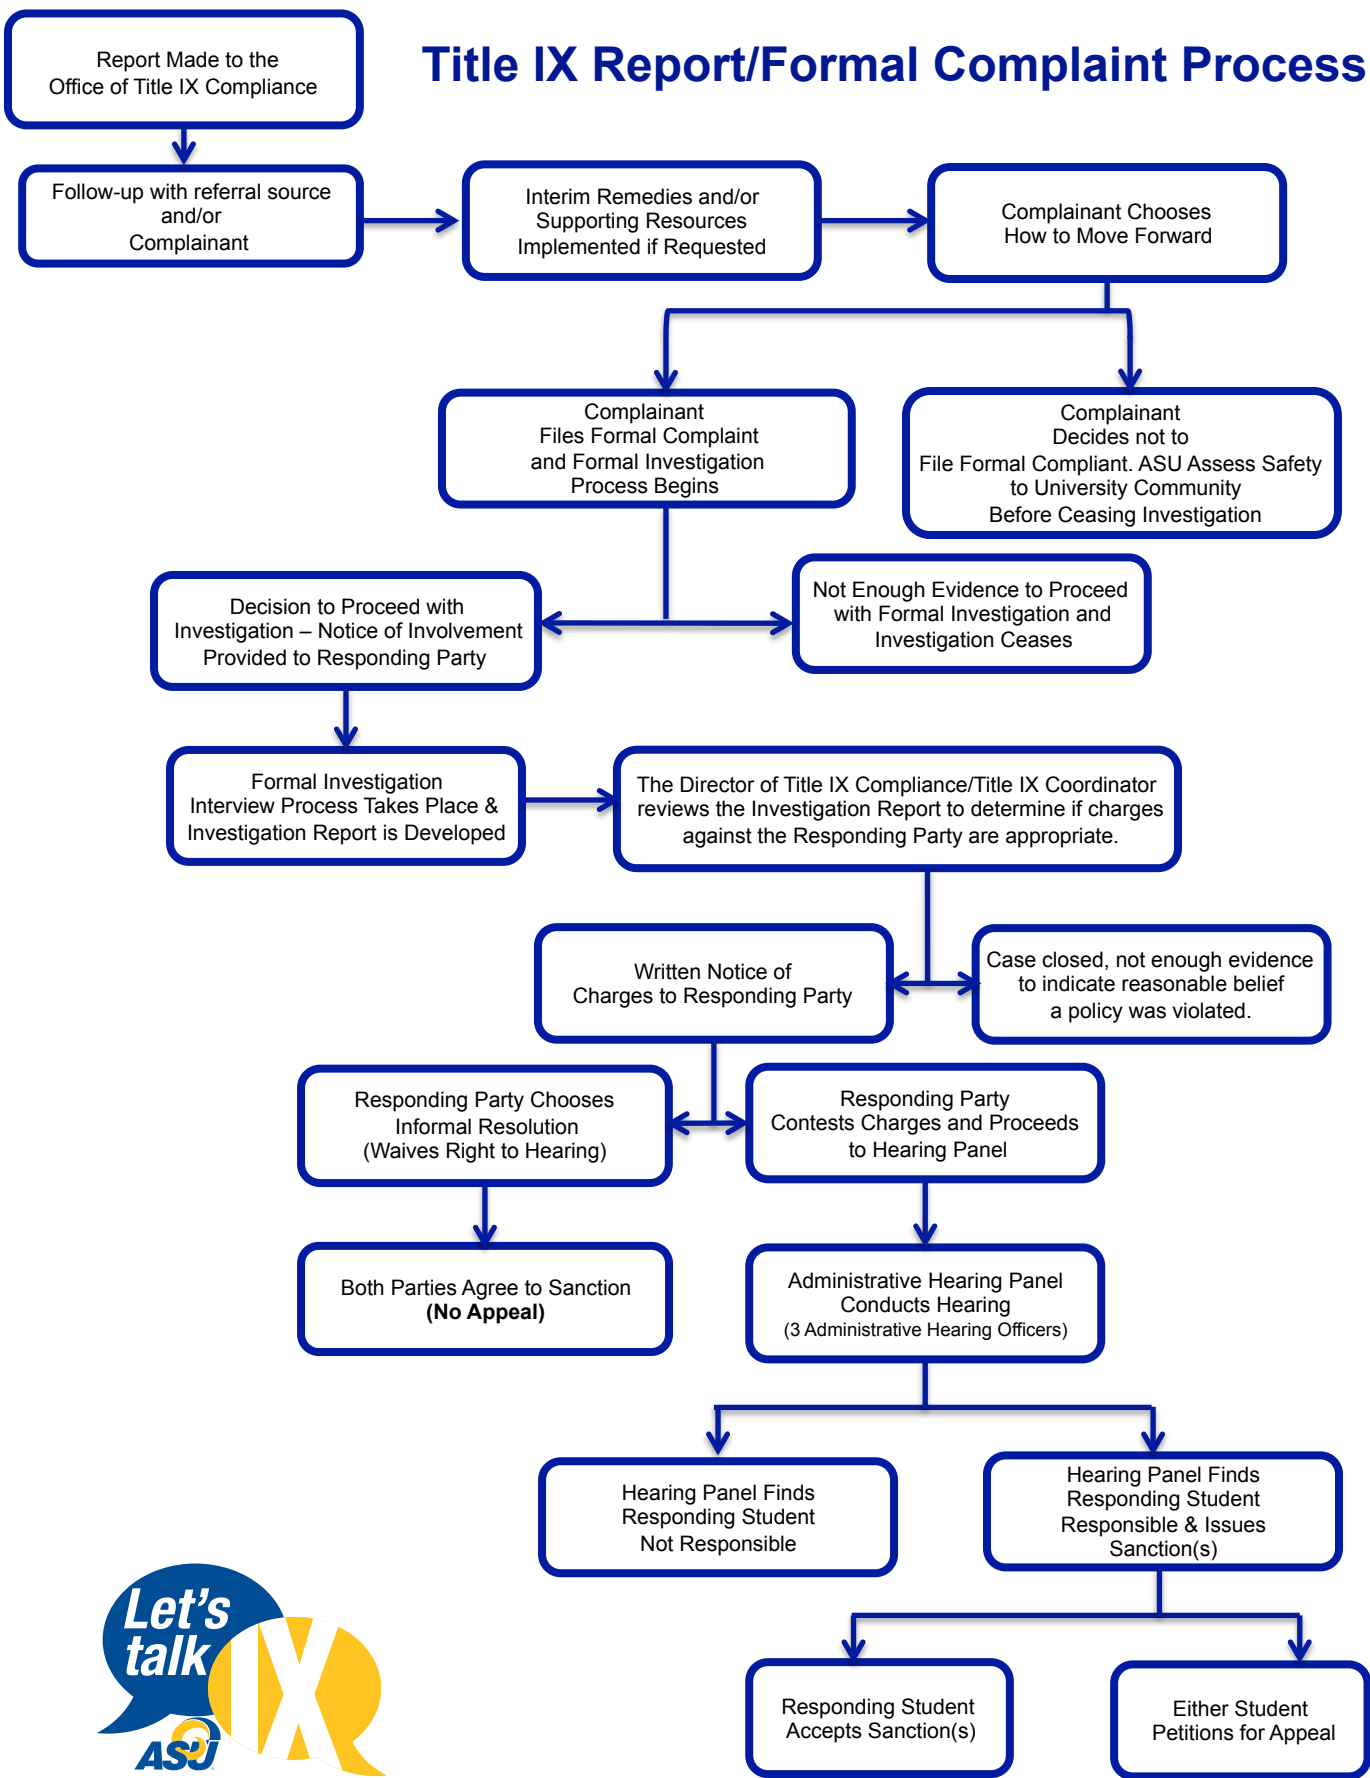 Title IX Report/Formal Complaint Process
Report Made to the
Office of Title IX Compliance
Follow-up with referral source
and/or
Complainant
Interim Remedies and/or
Supporting Resources
Implemented if Requested
Complainant Chooses
How to Move Forward
Complainant
Files Formal Complaint
and Formal Investigation
Process Begins
Complainant
Decides not to
File Formal Compliant. ASU Assess Safety
to University Community
Before Ceasing Investigation
Decision to Proceed with
Investigation – Notice of Involvement
Provided to Responding Party
Not Enough Evidence to Proceed
with Formal Investigation and
Investigation Ceases
Formal Investigation
Interview Process Takes Place &
Investigation Report is Developed
The Director of Title IX Compliance/Title IX Coordinator
reviews the Investigation Report to determine if charges
against the Responding Party are appropriate.
Written Notice of
Charges to Responding Party
Case closed, not enough evidence
to indicate reasonable belief
a policy was violated.
Responding Party Chooses
Informal Resolution
(Waives Right to Hearing)
Responding Party
Contests Charges and Proceeds
to Hearing Panel
Both Parties Agree to Sanction
(No Appeal)
Administrative Hearing Panel
Conducts Hearing
(3 Administrative Hearing Officers)
Hearing Panel Finds
Responding Student
Not Responsible
Hearing Panel Finds
Responding Student
Responsible & Issues
Sanction(s)
Responding Student
Accepts Sanction(s)
Either Student
Petitions for Appeal
Let's
talk
IX
ASU